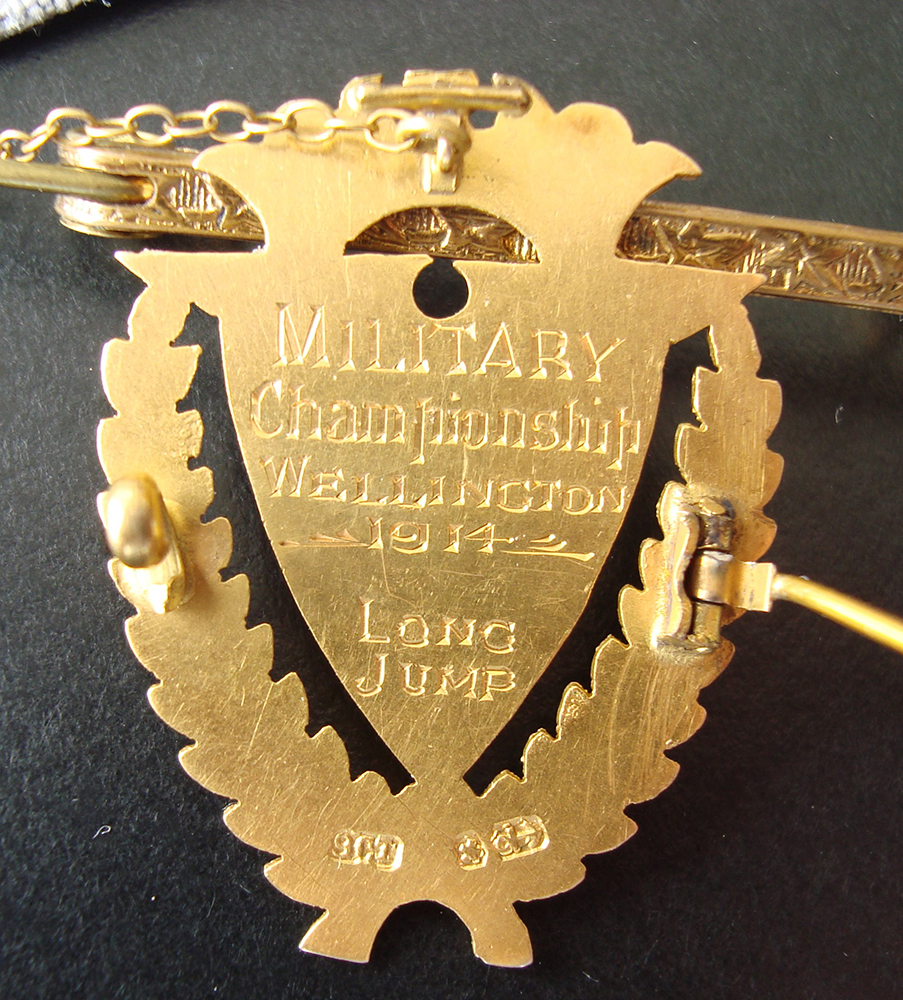 MILITARY
Championship
WELLINGTON
1914
LONG
JUMP
9CT